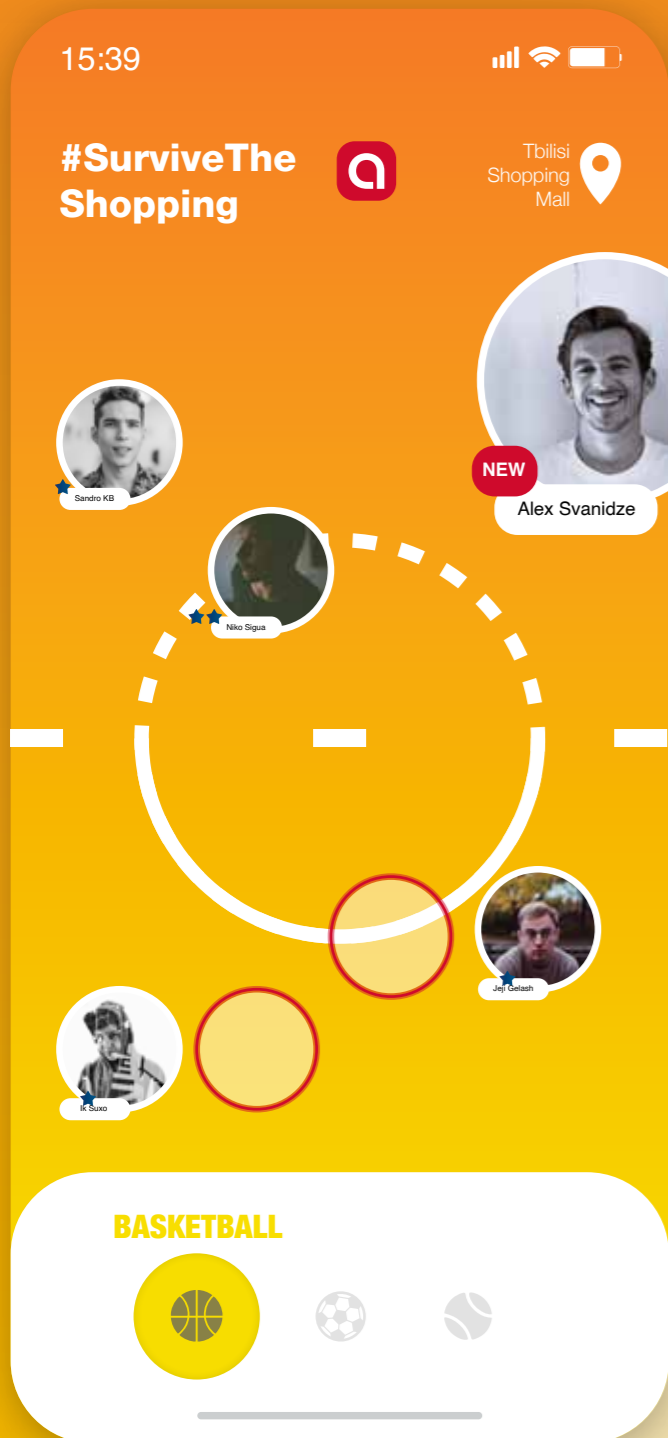 15:39
#SurviveThe
Shopping
a
Tbilisi
Shopping
Mall
NEW
Alex Svanidze
Sandro KB
Niko Sigua
Jeji Gelash
Ik Suxo
BASKETBALL